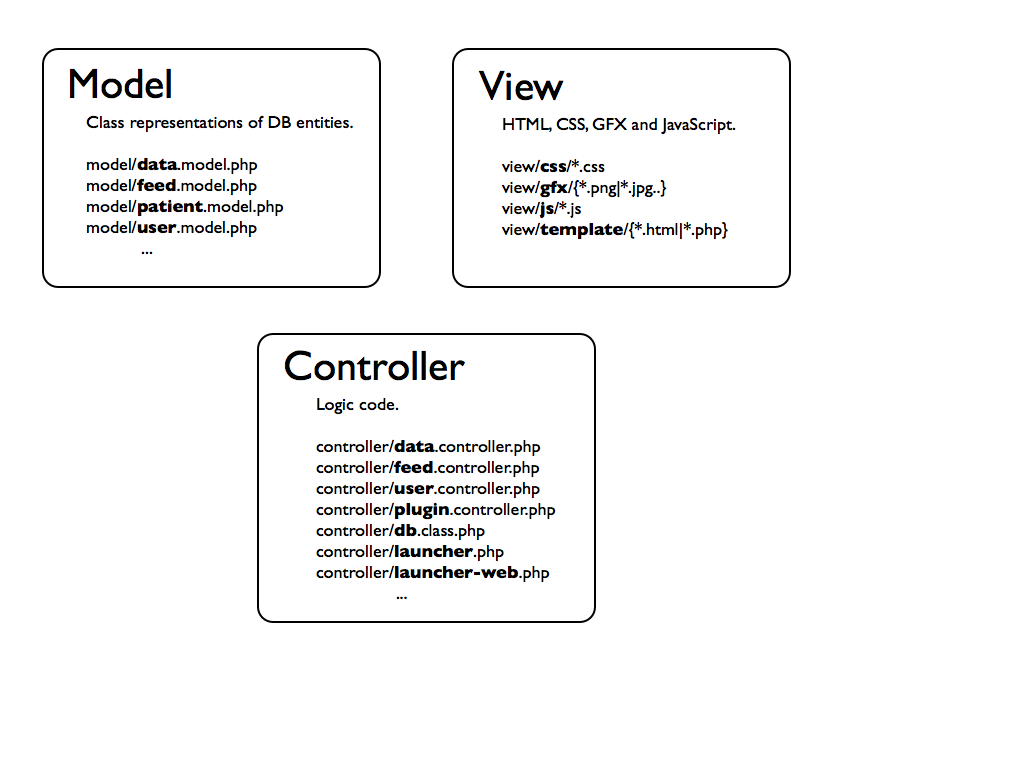 Model
Class representations of DB entities.
model/data.model.php
model/feed.model.php
model/patient.model.php
model/user.model.php
...
View
HTML, CSS, GFX and JavaScript.
view/css/*.css
view/gfx/{*.png|*.jpg..}
view/js/*.js
view/template/{*.html|*.php}
Controller
Logic code.
controller/data.controller.php
controller/feed.controller.php
controller/user.controller.php
controller/plugin.controller.php
controller/db.class.php
controller/launcher.php
controller/launcher-web.php
...